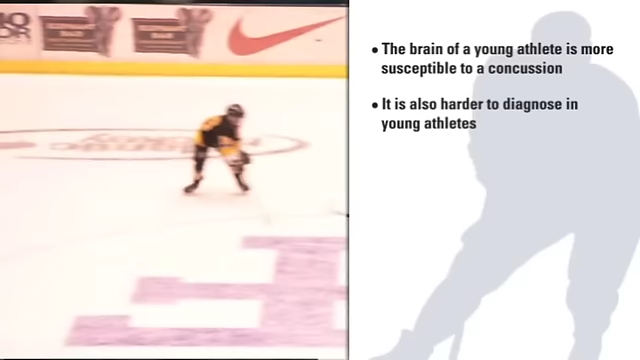 • The brain of a young athlete is more
susceptible to a concussion
• It is also harder to diagnose in
young athletes